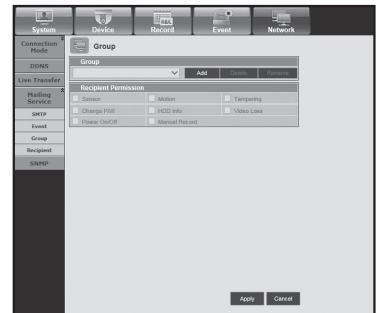 System Device Record Event Network
Connection Mode
DDNS
Live Transfer
Mailing Service
SMTP
Event
Group
Recipient
SNMP
Group
Group
Add Delete Rename
Recipient Permission
Sensor Motion Tampering
Change P/W HDD Info Video Loss
Power On/Off Manual Record
Apply Cancel